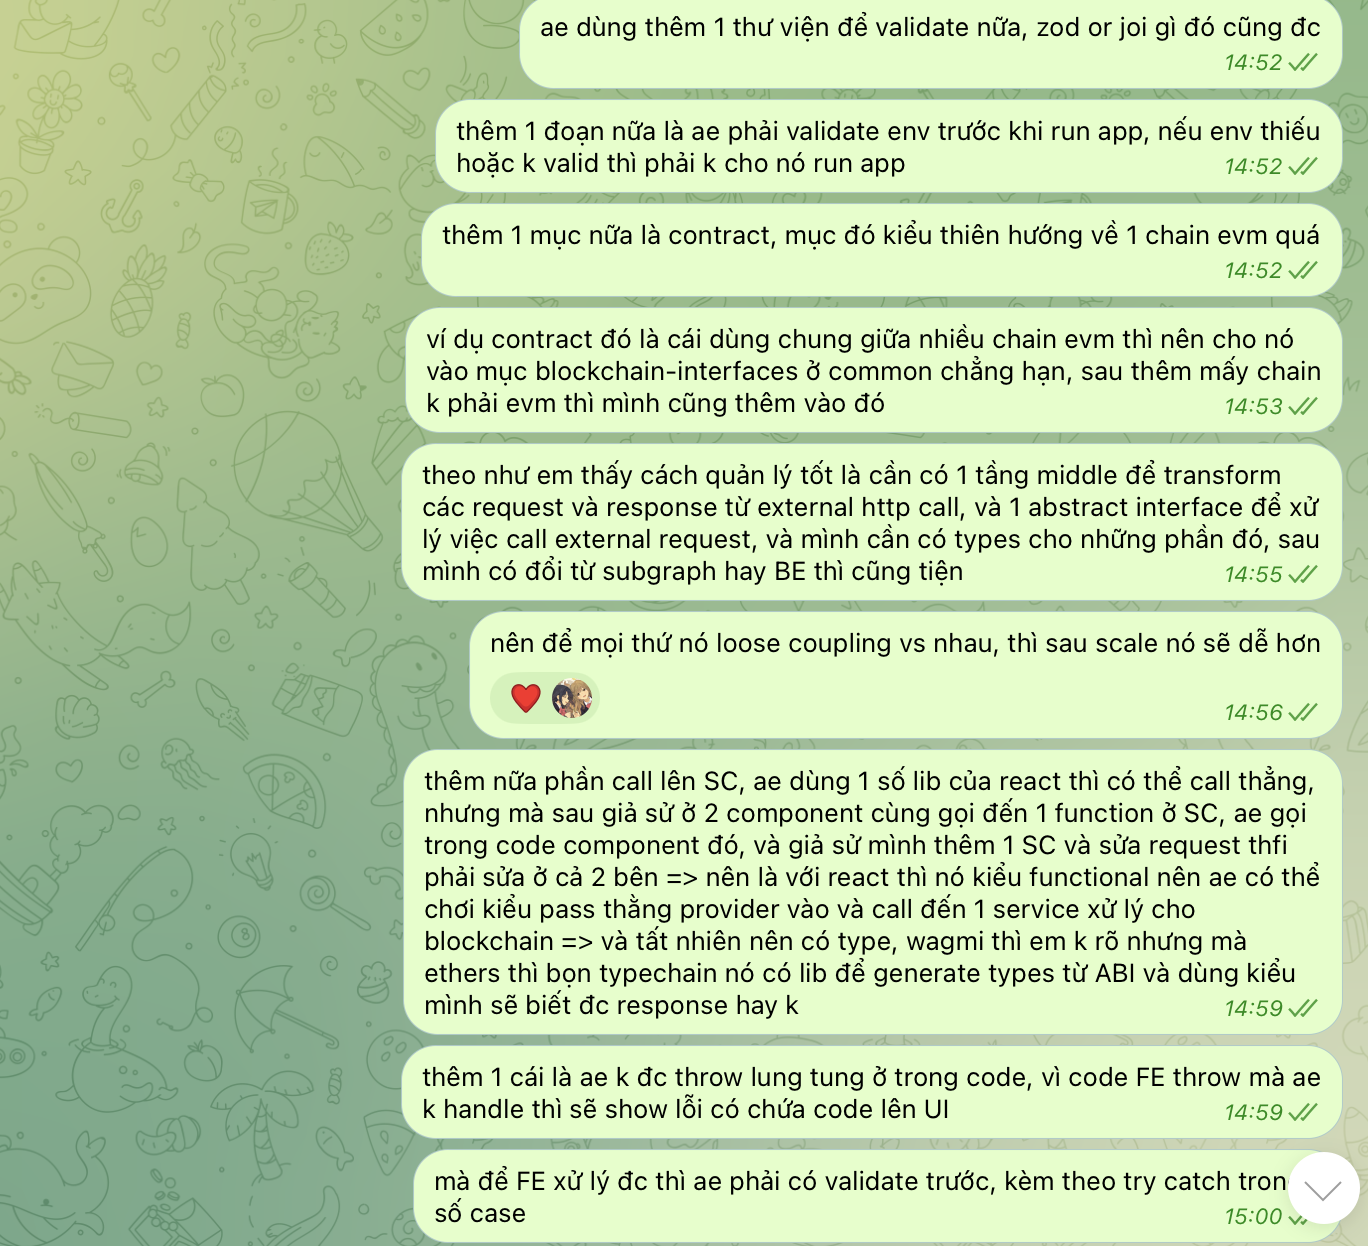 ae dùng thêm 1 thư viện để validate nữa, zod or joi gì đó cũng đc
14:52
thêm 1 đoạn nữa là ae phải validate env trước khi run app, nếu env thiếu
hoặc k valid thì phải k cho nó run app
14:52
thêm 1 mục nữa là contract, mục đó kiểu thiên hướng về 1 chain evm quá
14:52
ví dụ contract đó là cái dùng chung giữa nhiều chain evm thì nên cho nó
vào mục blockchain-interfaces ở common chẳng hạn, sau thêm mấy chain
k phải evm thì mình cũng thêm vào đó
14:53
theo như em thấy cách quản lý tốt là cần có 1 tầng middle để transform
các request và response từ external http call, và 1 abstract interface để xử
lý việc call external request, và mình cần có types cho những phần đó, sau
mình có đổi từ subgraph hay BE thì cũng tiện
14:55
nên để mọi thứ nó loose coupling vs nhau, thì sau scale nó sẽ dễ hơn
14:56
thêm nữa phần call lên SC, ae dùng 1 số lib của react thì có thể call thẳng,
nhưng mà sau giả sử ở 2 component cùng gọi đến 1 function ở SC, ae gọi
trong code component đó, và giả sử mình thêm 1 SC và sửa request thfi
phải sửa ở cả 2 bên => nên là với react thì nó kiểu functional nên ae có thể
chơi kiểu pass thằng provider vào và call đến 1 service xử lý cho
blockchain => và tất nhiên nên có type, wagmi thì em k rõ nhưng mà
ethers thì bọn typechain nó có lib để generate types từ ABI và dùng kiểu
mình sẽ biết đc response hay k
14:59
thêm 1 cái là ae k đc throw lung tung ở trong code, vì code FE throw mà ae
k handle thì sẽ show lỗi có chứa code lên UI
14:59
mà để FE xử lý đc thì ae phải có validate trước, kèm theo try catch
số case
15:00